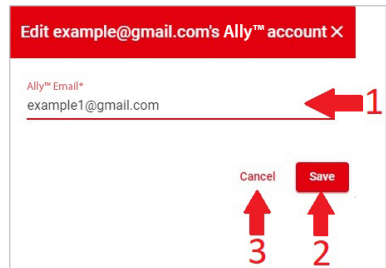 Edit example@gmail.com's Ally™ account ×
Ally™ Email*
example1@gmail.com
1
Cancel
Save
3
2